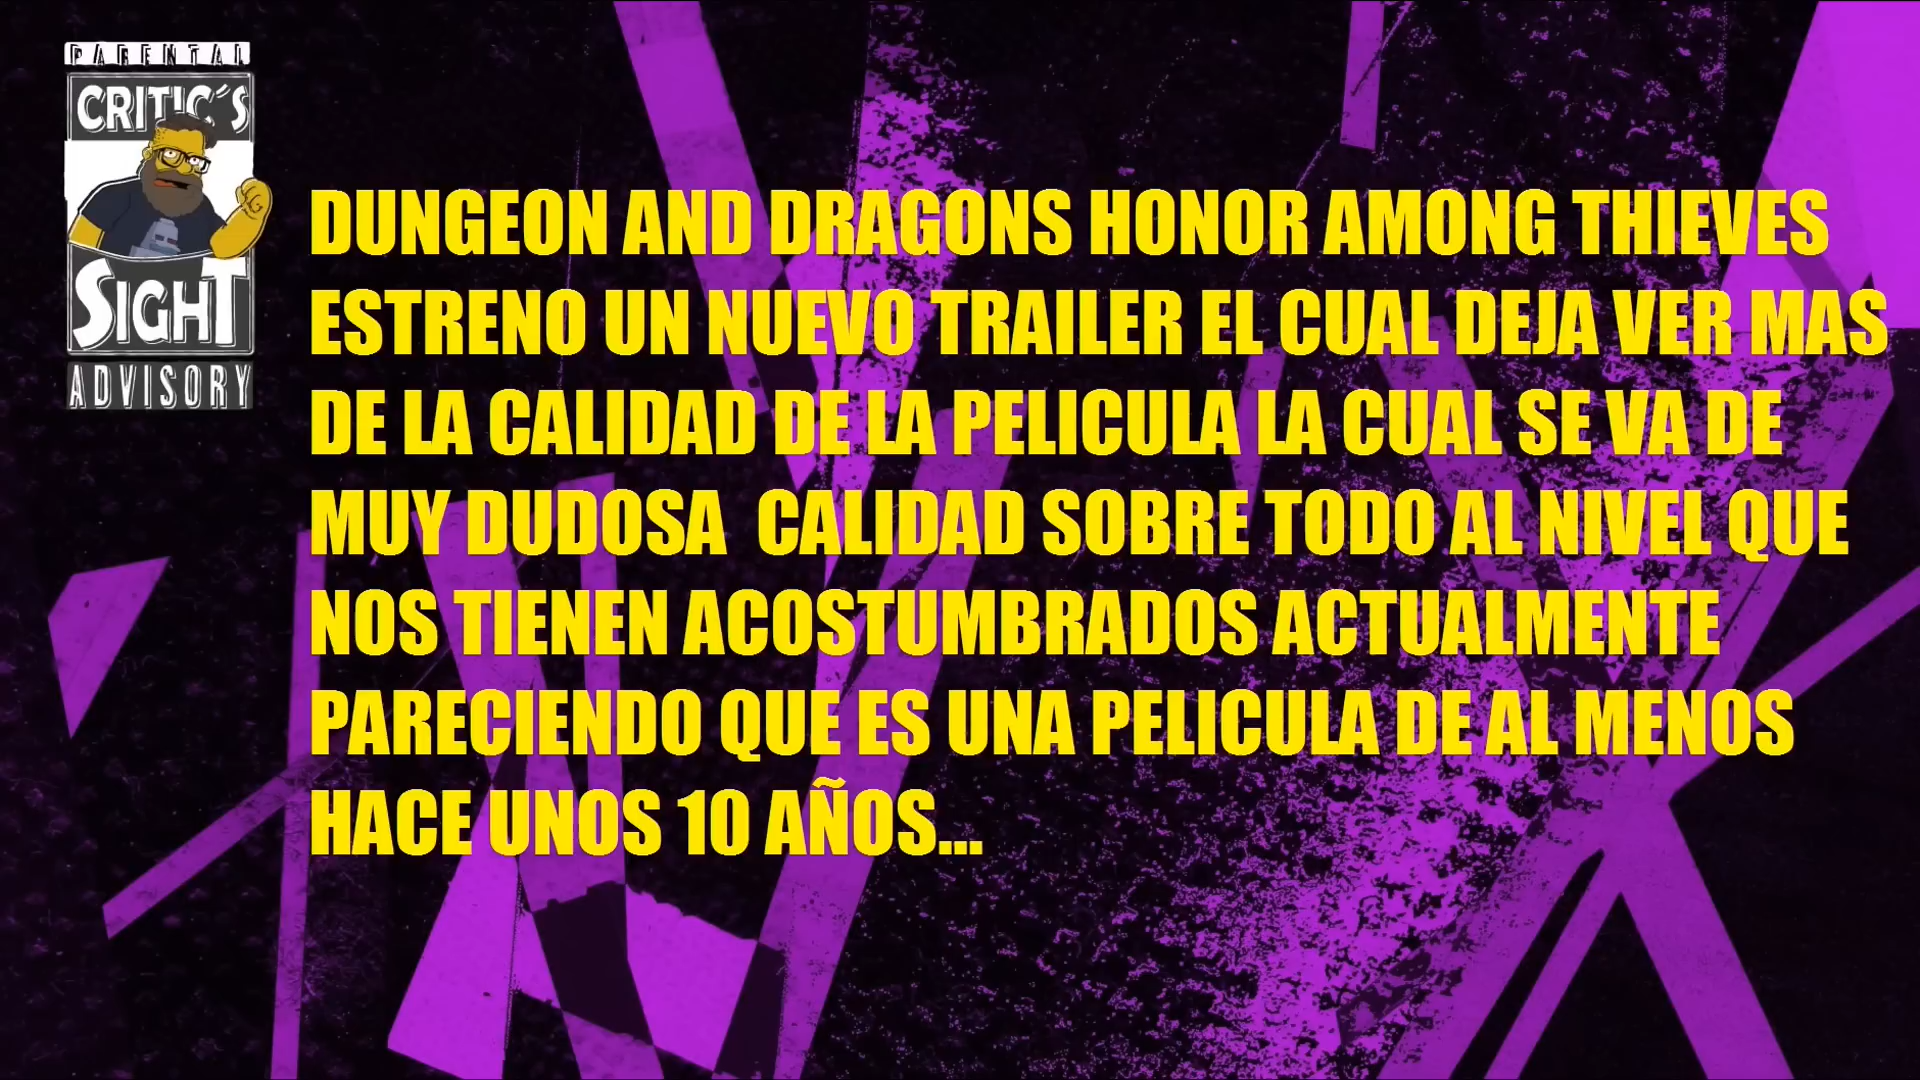 PARENTAL
CRITIC´S
SIGHT
ADVISORY
DUNGEON AND DRAGONS HONOR AMONG THIEVES
ESTRENO UN NUEVO TRAILER EL CUAL DEJA VER MAS
DE LA CALIDAD DE LA PELICULA LA CUAL SE VA DE
MUY DUDOSA  CALIDAD SOBRE TODO AL NIVEL QUE
NOS TIENEN ACOSTUMBRADOS ACTUALMENTE
PARECIENDO QUE ES UNA PELICULA DE AL MENOS
HACE UNOS 10 AÑOS...